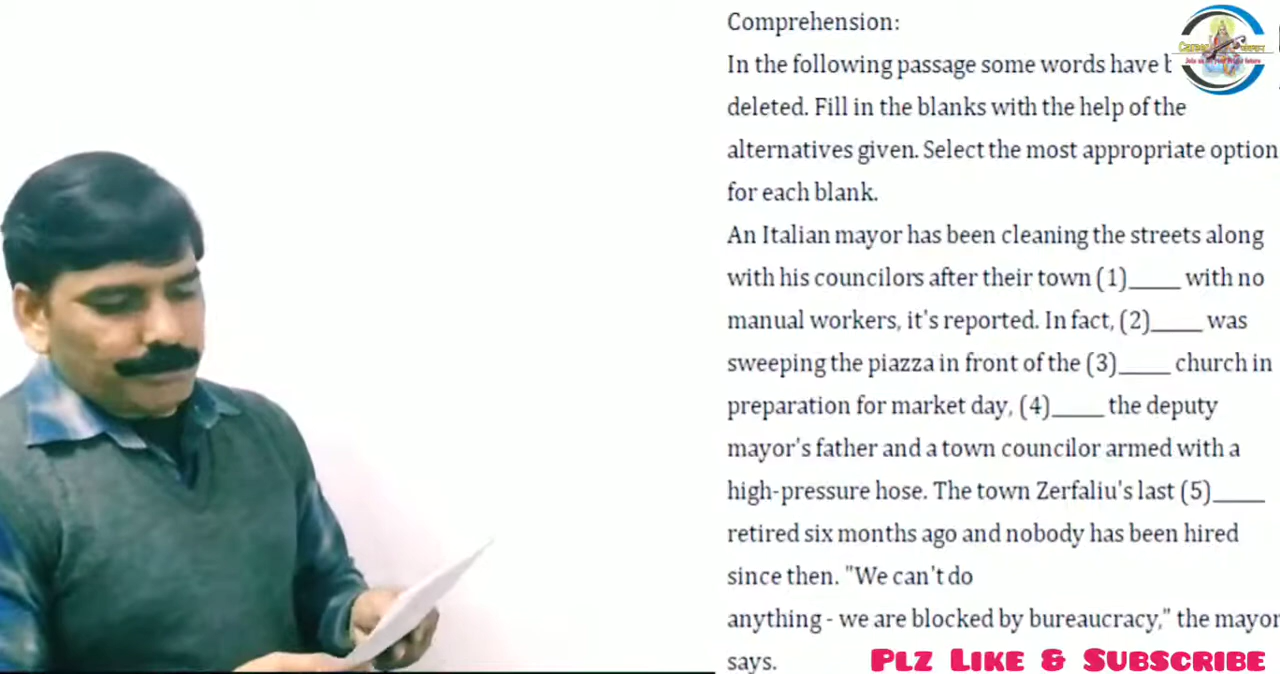 Comprehension:
In the following passage some words have b
deleted. Fill in the blanks with the help of the
alternatives given. Select the most appropriate option
for each blank.
An Italian mayor has been cleaning the streets along
with his councilors after their town (1)____ with no
manual workers, it's reported. In fact, (2)____ was
sweeping the piazza in front of the (3)____ church in
preparation for market day, (4)____ the deputy
mayor's father and a town councilor armed with a
high-pressure hose. The town Zerfaliu's last (5)____
retired six months ago and nobody has been hired
since then. "We can't do
anything - we are blocked by bureaucracy," the mayor
says.
Plz Like & Subscribe